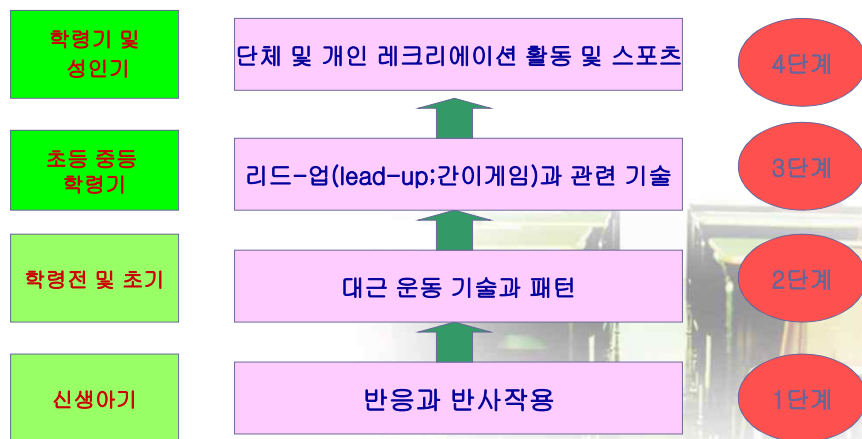 학령기 및
성인기
단체 및 개인 레크리에이션 활동 및 스포츠
4단계
초등 중등
학령기
리드-업(lead-up;간이게임)과 관련 기술
3단계
학령전 및 초기
대근 운동 기술과 패턴
2단계
신생아기
반응과 반사작용
1단계